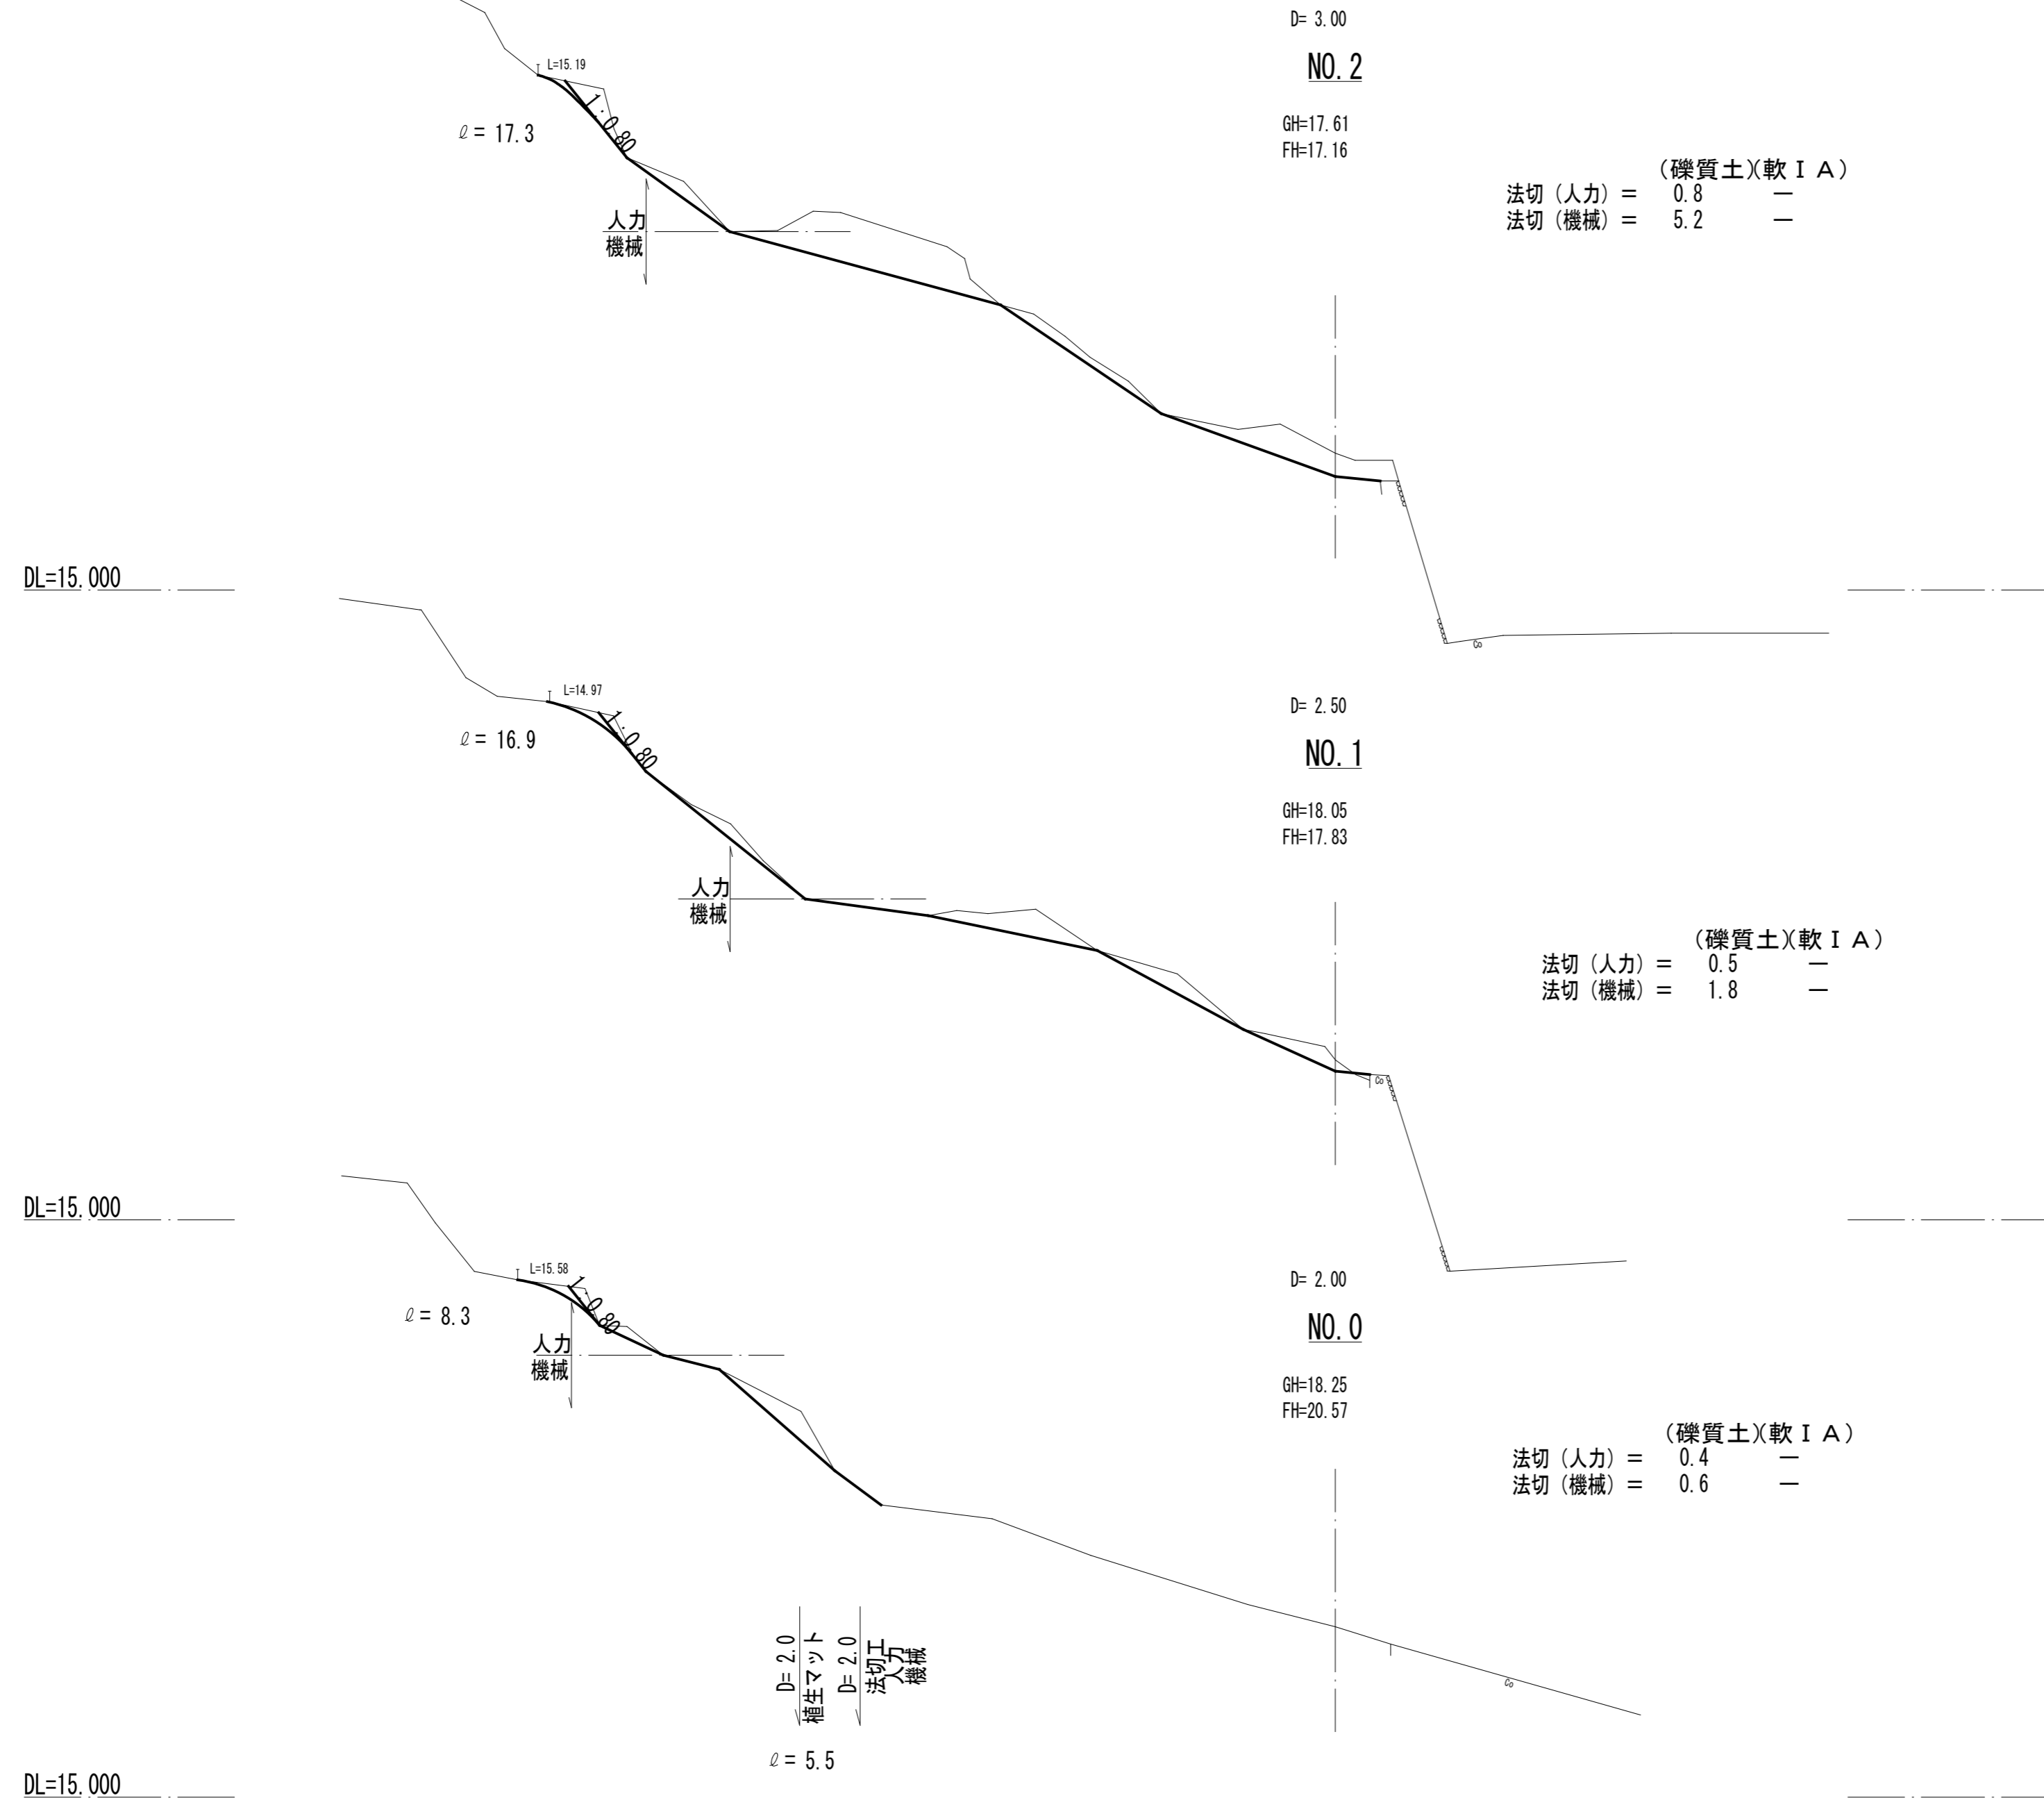 D= 3.00
NO.2
L=15.19
1:0.80
ℓ= 17.3
GH=17.61
FH=17.16
(礫質土)(軟ⅠA)
法切(人力)= 0.8 ―
法切(機械)= 5.2 ―
人力
機械
DL=15.000
Co
L=14.97
1:0.80
ℓ= 16.9
D= 2.50
NO.1
GH=18.05
FH=17.83
人力
機械
(礫質土)(軟ⅠA)
法切(人力)= 0.5 ―
法切(機械)= 1.8 ―
Co
DL=15.000
L=15.58
1:0.80
ℓ= 8.3
D= 2.00
NO.0
人力
機械
GH=18.25
FH=20.57
(礫質土)(軟ⅠA)
法切(人力)= 0.4 ―
法切(機械)= 0.6 ―
D= 2.0
植生マット
D= 2.0
法切工
人力
機械
Co
ℓ= 5.5
DL=15.000